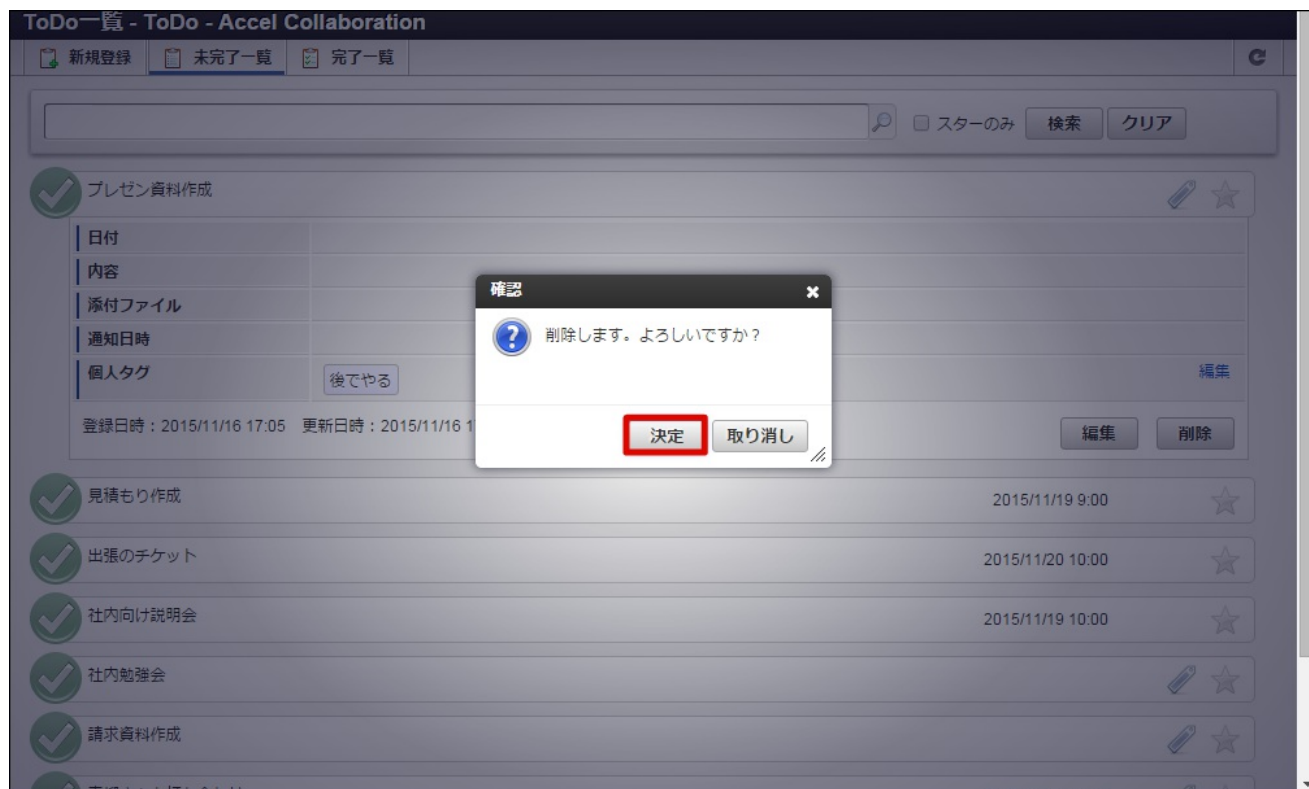 ToDo一覧 - ToDo - Accel Collaboration
新規登録 未完了一覧 完了一覧
スターのみ 検索 クリア
プレゼン資料作成
日付
内容
添付ファイル
通知日時
個人タグ 後でやる 編集
登録日時：2015/11/16 17:05 更新日時：2015/11/16 1
編集 削除
確認
削除します。よろしいですか？
決定 取り消し
見積もり作成 2015/11/19 9:00
出張のチケット 2015/11/20 10:00
社内向け説明会 2015/11/19 10:00
社内勉強会
請求資料作成